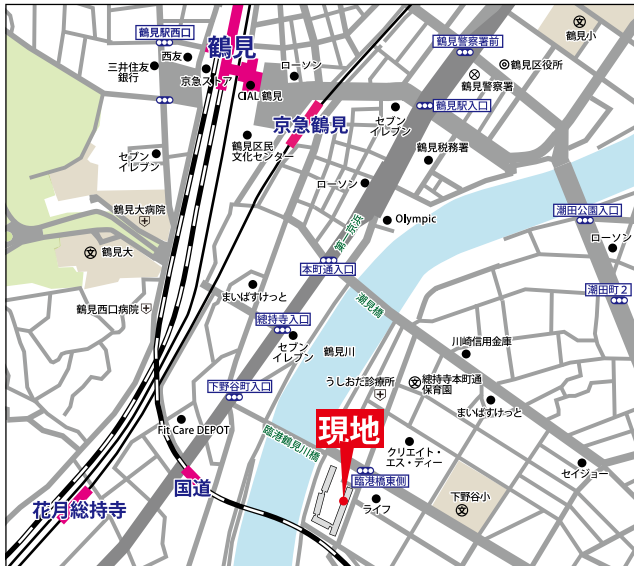 鶴見駅西口
西友
三井住友
銀行
京急ストア
鶴見
CIAL 鶴見
ローソン
京急鶴見
鶴見警察署前
鶴見小
鶴見区役所
鶴見警察署
鶴見駅入口
セブン
イレブン
鶴見税務署
鶴見区民
文化センター
セブン
イレブン
ローソン
鶴見大病院
鶴見大
Olympic
第一京浜
潮田公園入口
ローソン
本町通入口
潮見橋
潮田町2
まいばすけっと
鶴見西口病院
總持寺入口
セブン
イレブン
鶴見川
川崎信用金庫
下野谷町入口
うしおだ診療所
總持寺本町通
保育園
まいばすけっと
Fit Care DEPOT
臨港鶴見川橋
現地
クリエイト・
エス・ディー
セイジョー
臨港橋東側
国道
ライフ
下野谷小
花月総持寺